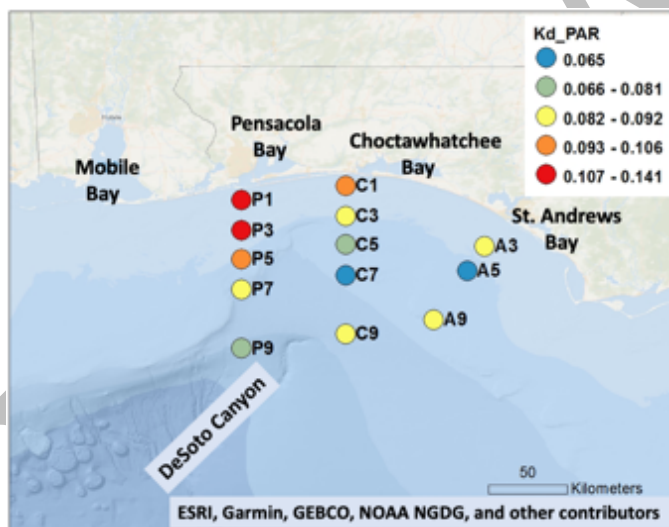 Kd_PAR
0.065
0.066 - 0.081
0.082 - 0.092
0.093 - 0.106
0.107 - 0.141
Pensacola
Bay
Choctawhatchee
Bay
Mobile
Bay
St. Andrews
Bay
P1
P3
P5
P7
P9
C1
C3
C5
C7
C9
A3
A5
A9
DeSoto Canyon
50
Kilometers
ESRI, Garmin, GEBCO, NOAA NGDG, and other contributors